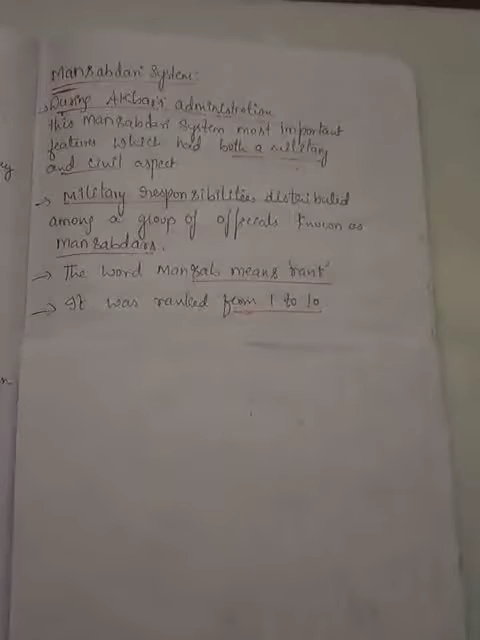 Mansabdari System:
→ During Akbar's administration
this Mansabdari System most important
features which had both a military
and civil aspect
→ Military responsibilities distributed
among a group of officals known as
Mansabdars.
→ The word Mansab means 'rank'
→ It was ranked from 1 to 10